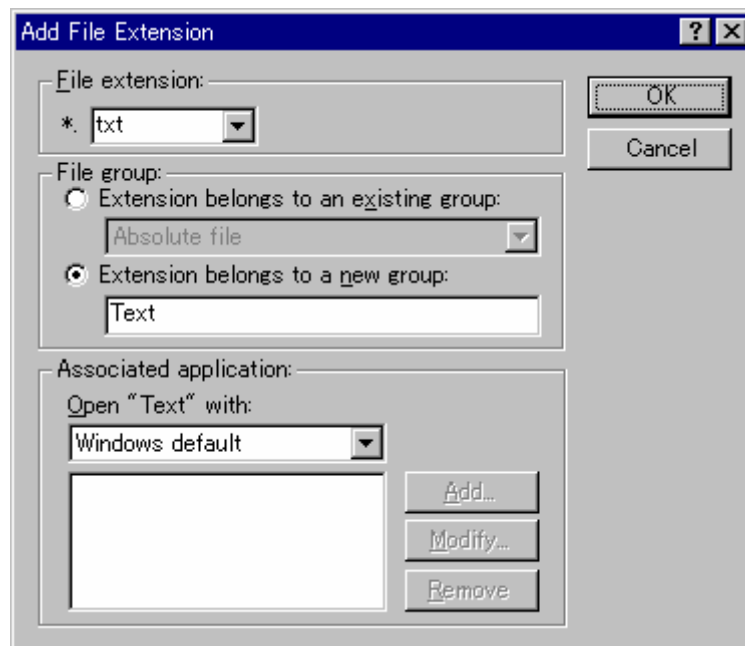 Add File Extension
File extension:
*. txt
OK
Cancel
File group:
Extension belongs to an existing group:
Absolute file
Extension belongs to a new group:
Text
Associated application:
Open "Text" with:
Windows default
Add...
Modify...
Remove